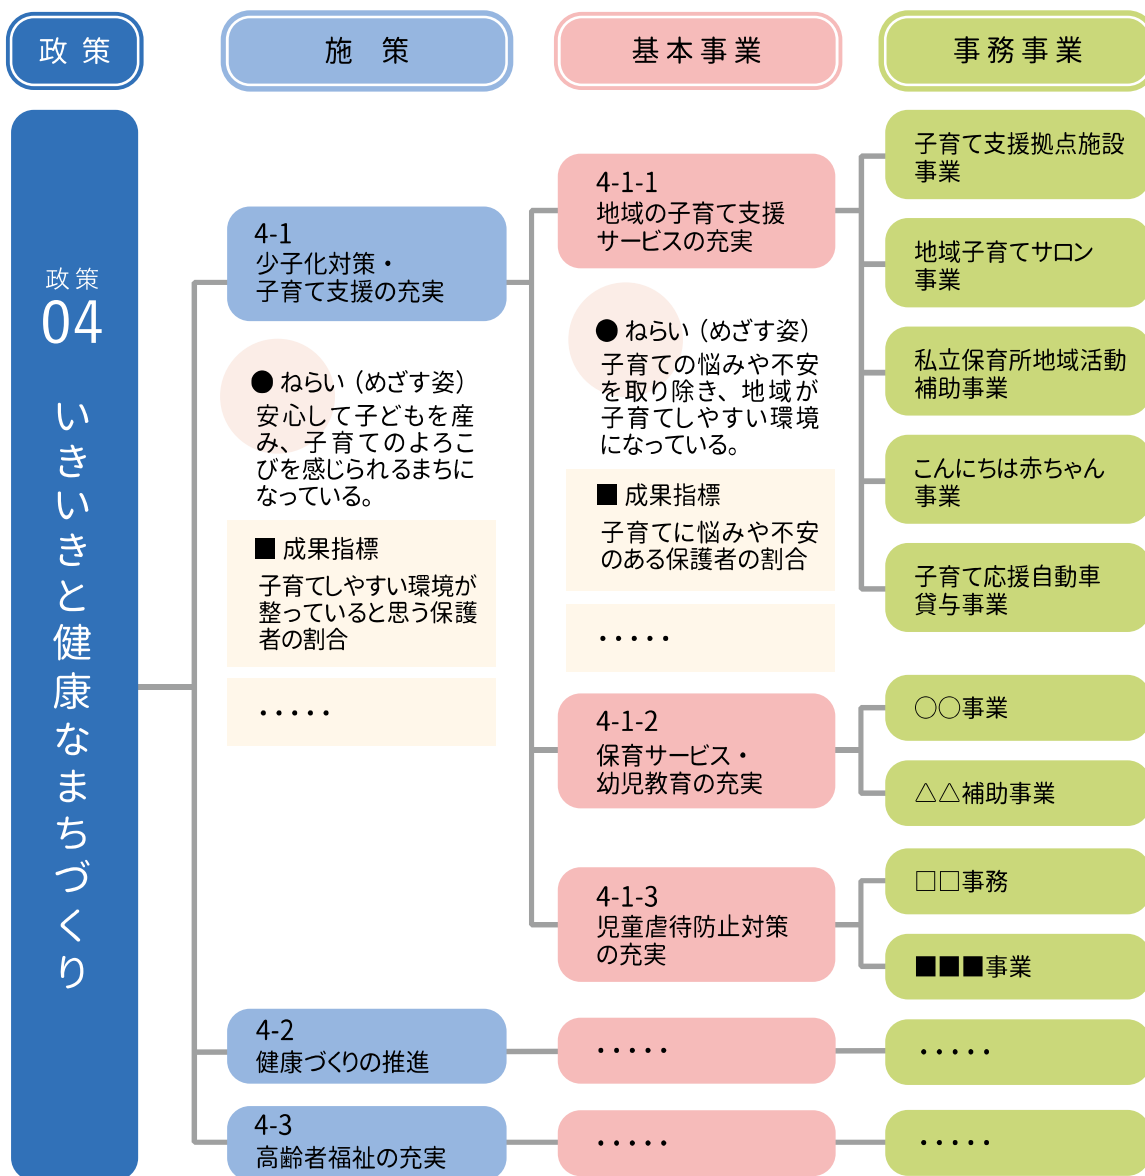 政策
施 策
基本事業
事務事業
政策
04
いきいきと健康なまちづくり
4-1
少子化対策・
子育て支援の充実
● ねらい（めざす姿）
安心して子どもを産
み、子育てのよろこ
びを感じられるまちに
なっている。
■ 成果指標
子育てしやすい環境が
整っていると思う保護
者の割合
・・・・・
4-2
健康づくりの推進
4-3
高齢者福祉の充実
4-1-1
地域の子育て支援
サービスの充実
● ねらい（めざす姿）
子育ての悩みや不安
を取り除き、地域が
子育てしやすい環境
になっている。
■ 成果指標
子育てに悩みや不安
のある保護者の割合
・・・・・
4-1-2
保育サービス・
幼児教育の充実
4-1-3
児童虐待防止対策
の充実
・・・・・
・・・・・
子育て支援拠点施設
事業
地域子育てサロン
事業
私立保育所地域活動
補助事業
こんにちは赤ちゃん
事業
子育て応援自動車
貸与事業
○○事業
△△補助事業
□□事務
■■■事業
・・・・・
・・・・・